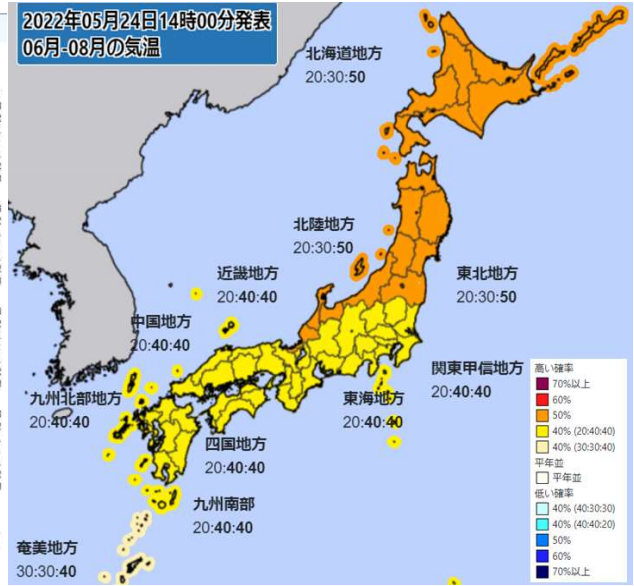 2022年05月24日14時00分発表
06月-08月の気温
北海道地方
20:30:50
北陸地方
20:30:50
近畿地方
20:40:40
東北地方
20:30:50
中国地方
20:40:40
関東甲信地方
20:40:40
九州北部地方
20:40:40
東海地方
20:40:40
四国地方
20:40:40
九州南部
20:40:40
奄美地方
30:30:40
高い確率
70%以上
60%
50%
40% (20:40:40)
40% (30:30:40)
平年並
平年並
低い確率
40% (40:30:30)
40% (40:40:20)
50%
60%
70%以上